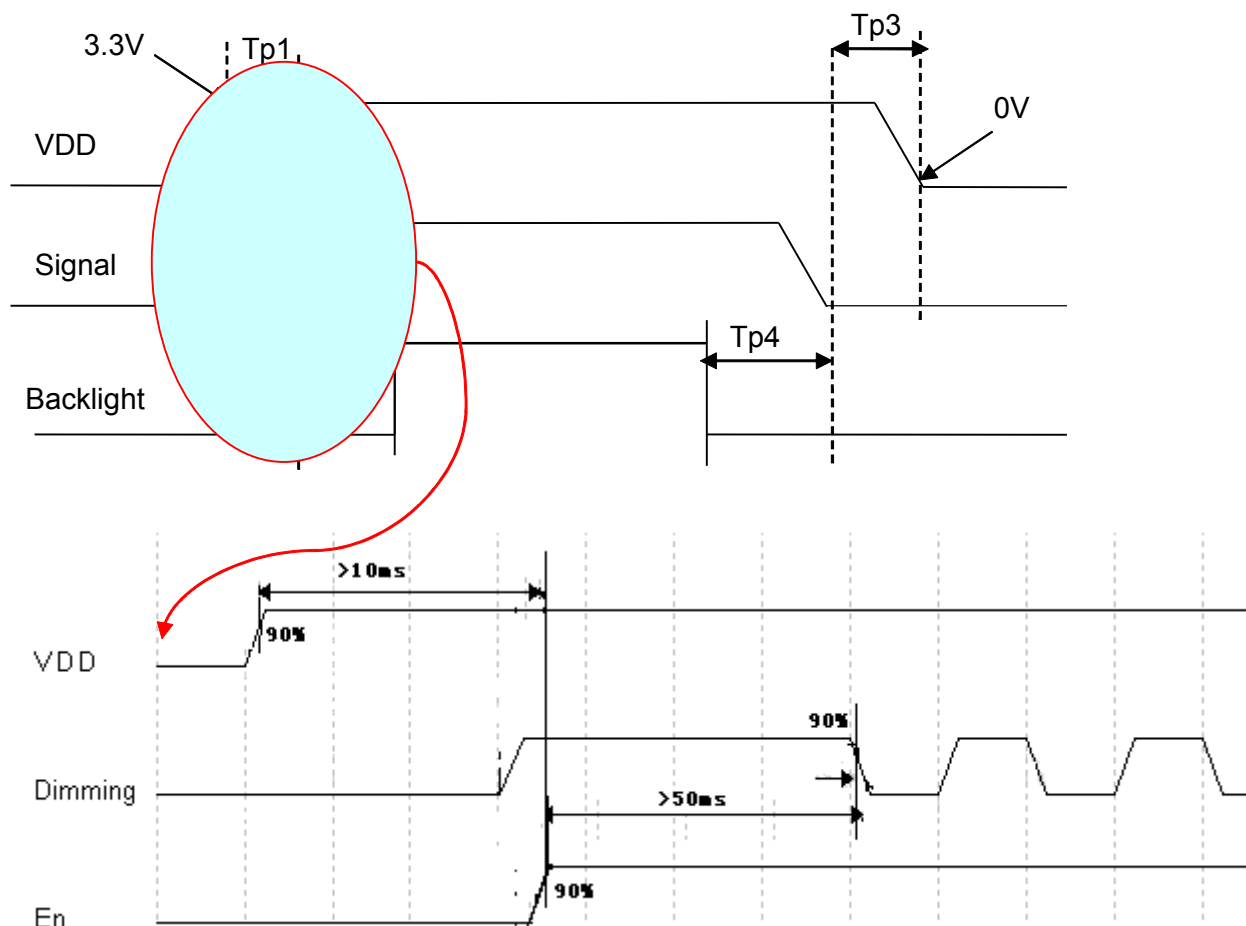 3.3V
Tp1
Tp3
0V
VDD
Signal
Tp4
Backlight
>10ms
90%
VDD
90%
Dimming
>50ms
90%
En